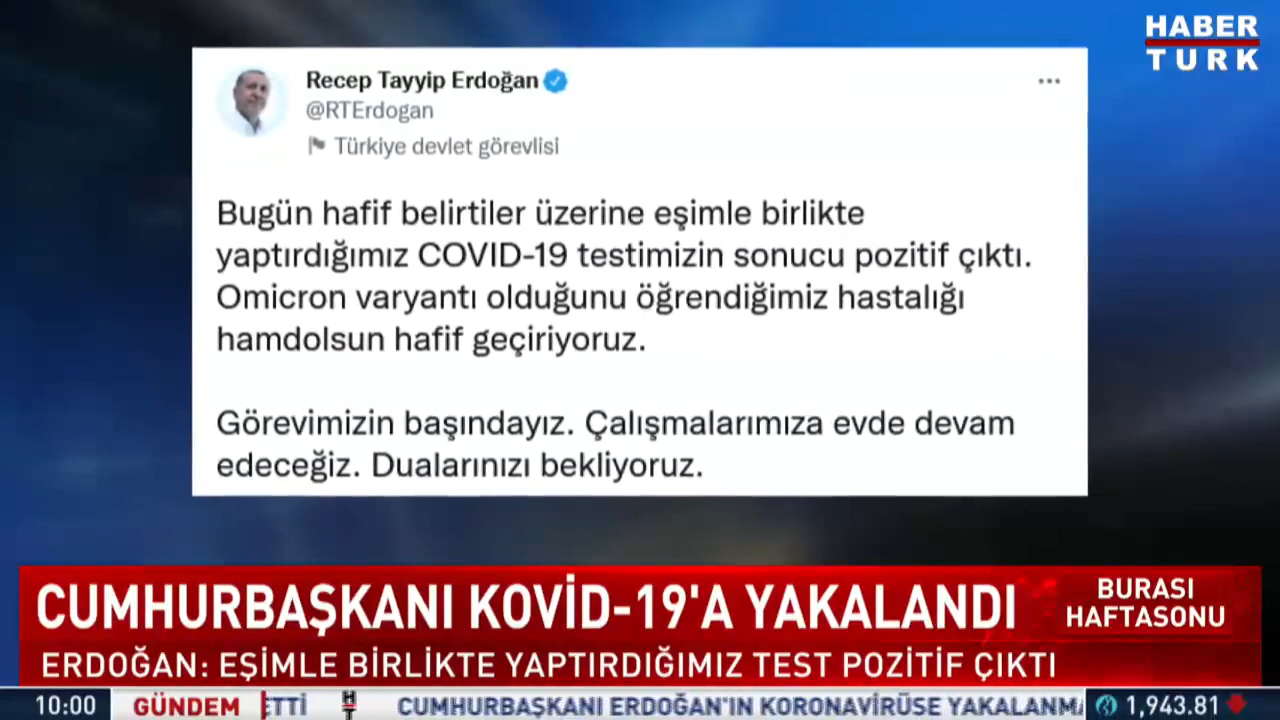 HABER
TURK
Recep Tayyip Erdoğan
@RTErdogan
Türkiye devlet görevlisi
Bugün hafif belirtiler üzerine eşimle birlikte
yaptırdığımız COVID-19 testimizin sonucu pozitif çıktı.
Omicron varyantı olduğunu öğrendiğimiz hastalığı
hamdolsun hafif geçiriyoruz.
Görevimizin başındayız. Çalışmalarımıza evde devam
edeceğiz. Dualarınızı bekliyoruz.
CUMHURBAŞKANI KOVİD-19'A YAKALANDI
BURASI
HAFTASONU
ERDOĞAN: EŞİMLE BİRLİKTE YAPTIRDIĞIMIZ TEST POZİTİF ÇIKTI
10:00 GÜNDEM ETTİ CUMHURBAŞKANI ERDOĞAN'IN KORONAVİRÜSE YAKALANMA 1,943.81